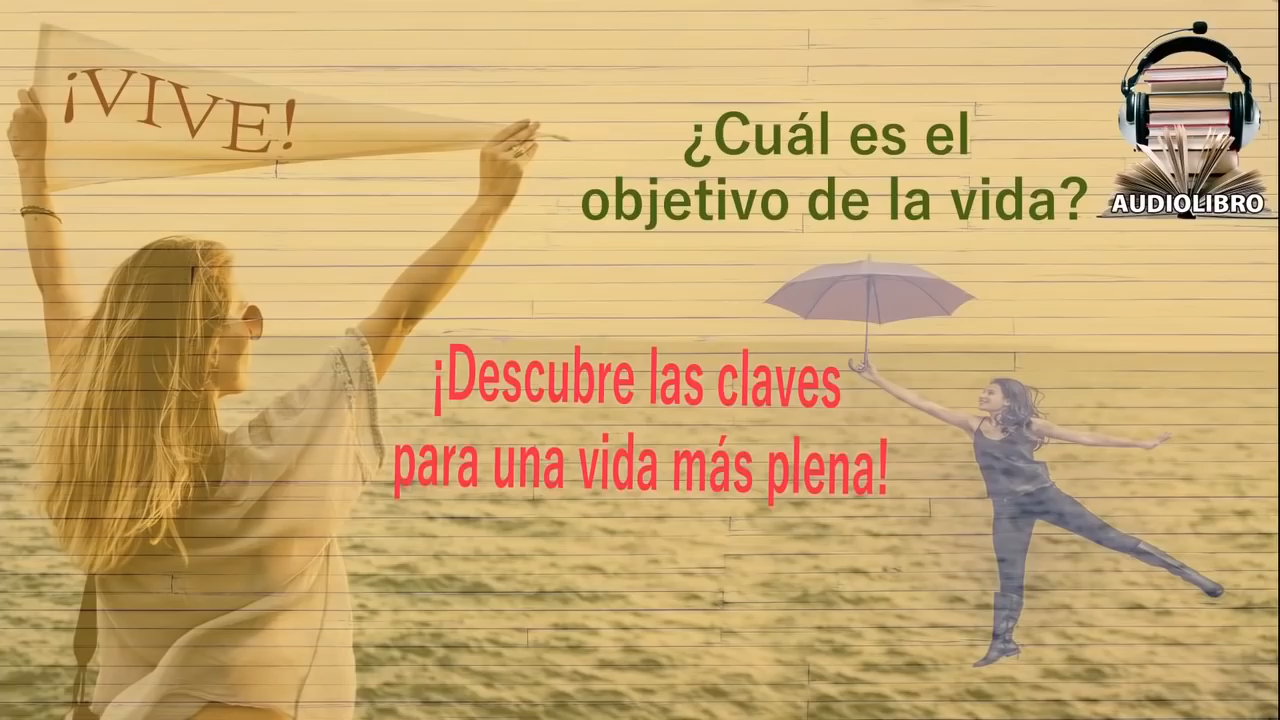 ¡VIVE!
¿Cuál es el
objetivo de la vida?
AUDIOLIBRO
¡Descubre las claves
para una vida más plena!